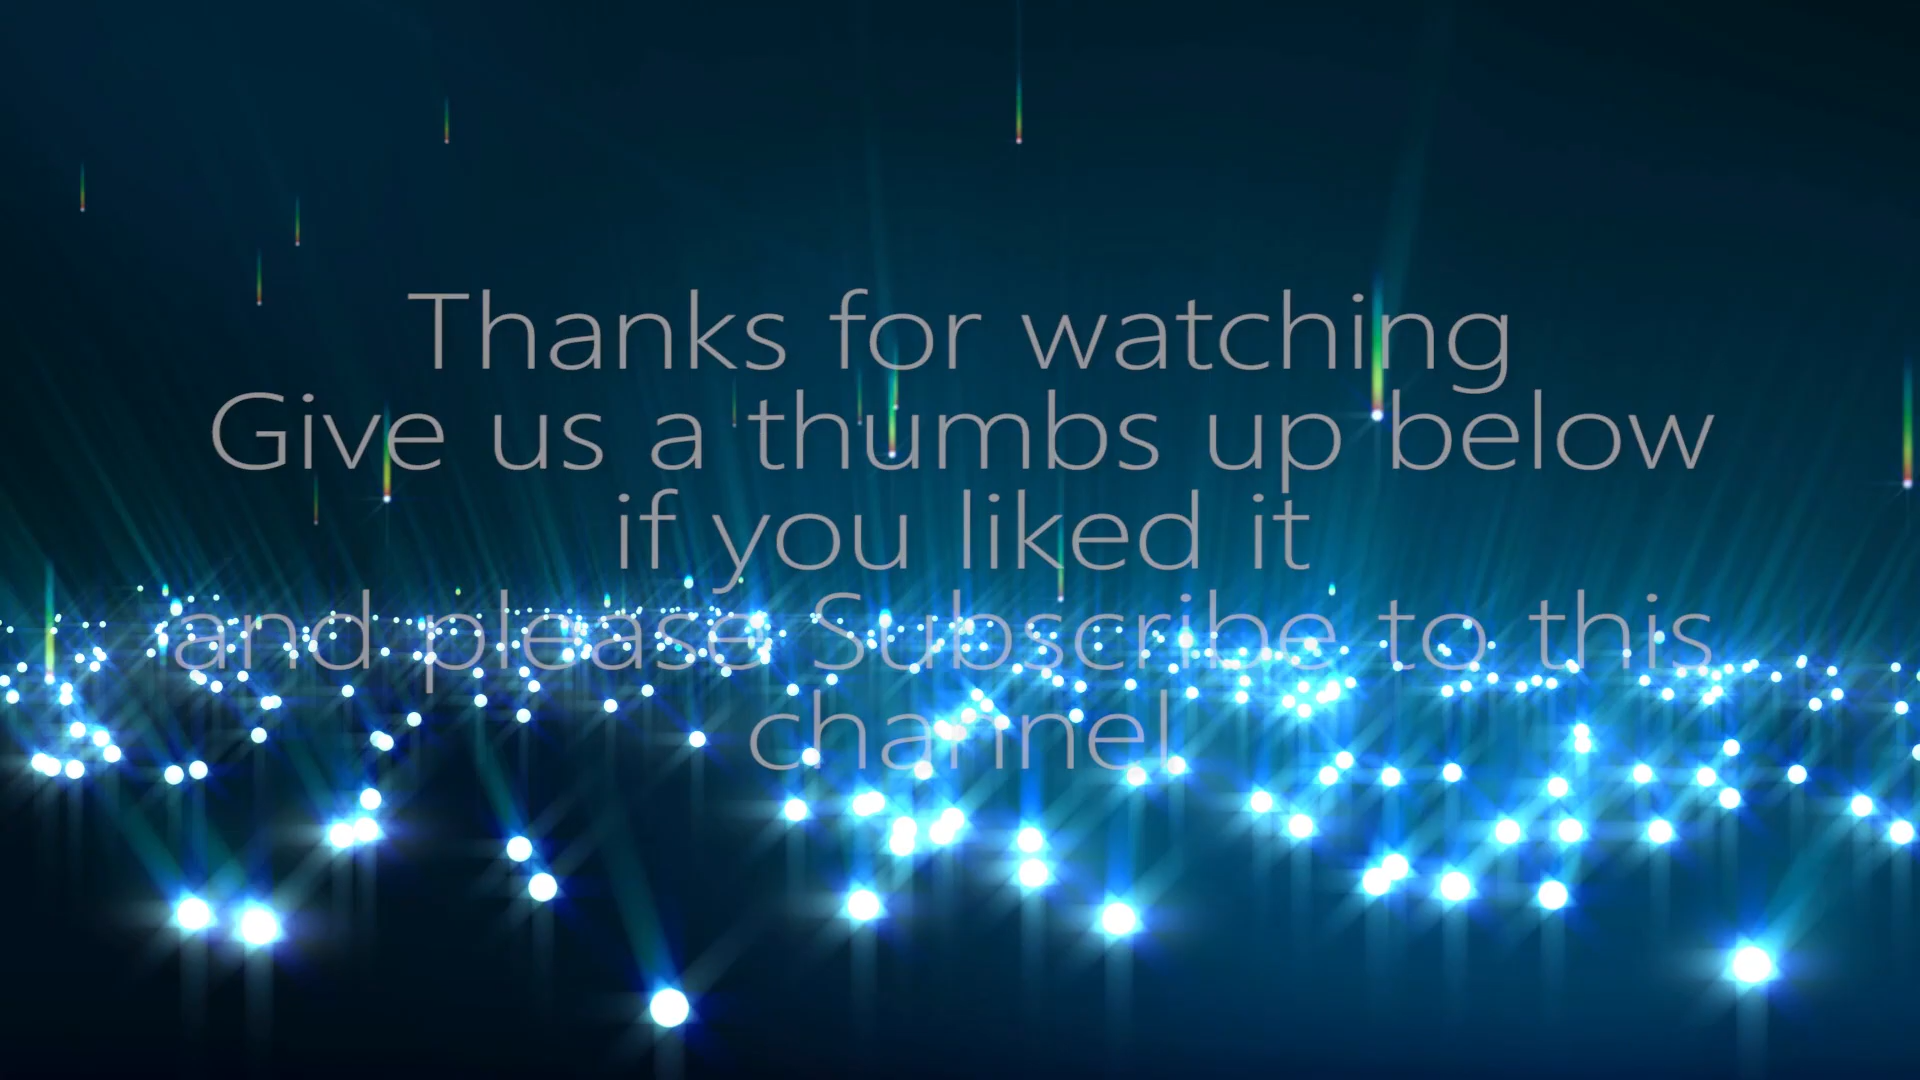 Thanks for watching
Give us a thumbs up below
if you liked it
and please Subscribe to this
channel